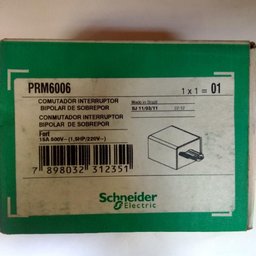 PRM6006
1 x 1 = 01
COMUTADOR INTERRUPTOR
BIPOLAR DE SOBREPOR
Made in Brazil
CONMUTADOR INTERRUPTOR
BIPOLAR DE SOBREPOR
Fort
15A 500V~ (1,5HP/220V~)
7 898032 312351
Schneider
Electric